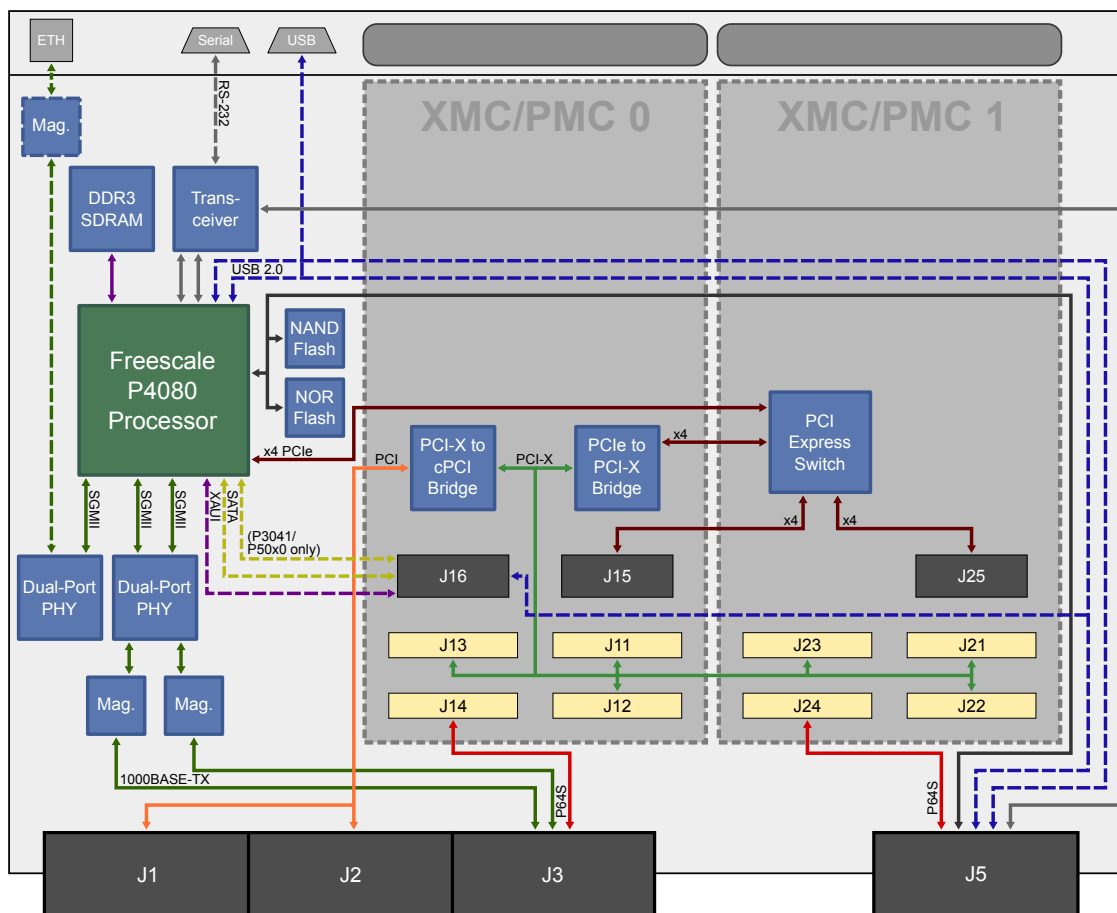 ETH
Serial
USB
RS-232
XMC/PMC 0
XMC/PMC 1
Mag.
DDR3
SDRAM
Trans-
ceiver
USB 2.0
Freescale
P4080
Processor
NAND
Flash
NOR
Flash
x4 PCIe
PCI
PCI-X to
cPCI
Bridge
PCI-X
PCIe to
PCI-X
Bridge
x4
PCI
Express
Switch
SGMII
SGMII
SGMII
XAUI
SATA
(P3041/
P50x0 only)
x4
x4
Dual-Port
PHY
Dual-Port
PHY
J16
J15
J25
J13
J11
J23
J21
Mag.
Mag.
J14
J12
J24
J22
1000BASE-TX
P64S
P64S
J1
J2
J3
J5